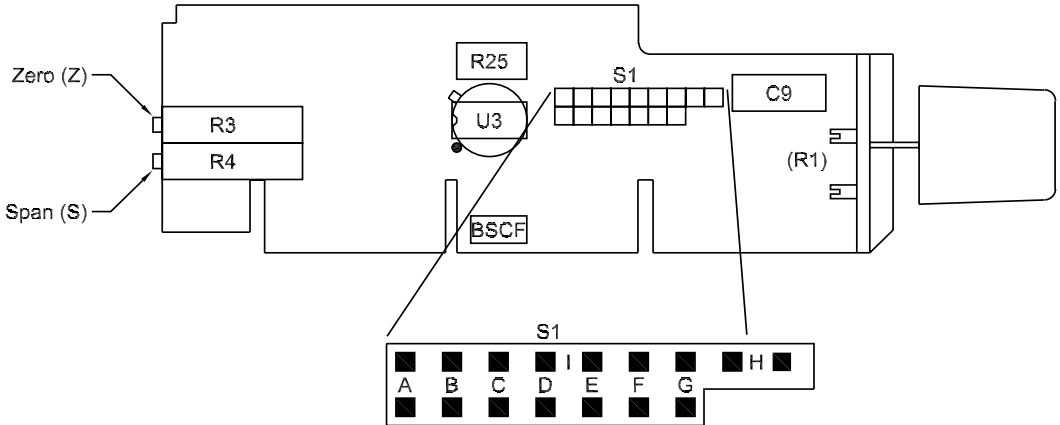 Zero (Z)
R25
S1
C9
R3
U3
R4
(R1)
Span (S)
BSCF
S1
I H
A B C D E F G